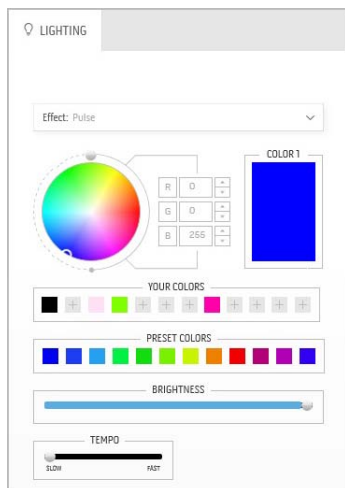 LIGHTING
Effect: Pulse
COLOR 1
R 0
G 0
B 255
YOUR COLORS
PRESET COLORS
BRIGHTNESS
TEMPO
SLOW FAST